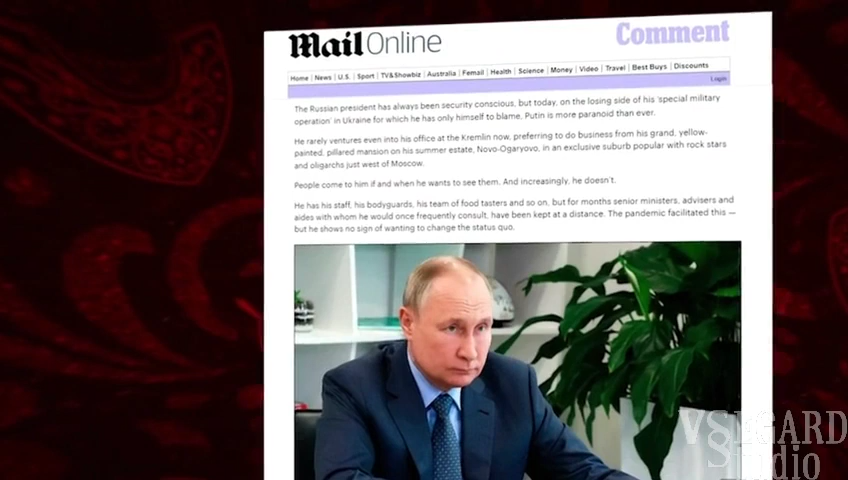 Mail Online
Comment
Home News U.S. Sport TV&Showbiz Australia Femail Health Science Money Video Travel Best Buys Discounts
Login
The Russian president has always been security conscious, but today, on the losing side of his 'special military
operation' in Ukraine for which he has only himself to blame, Putin is more paranoid than ever.
He rarely ventures even into his office at the Kremlin now, preferring to do business from his grand, yellow-
painted, pillared mansion on his summer estate, Novo-Ogaryovo, in an exclusive suburb popular with rock stars
and oligarchs just west of Moscow.
People come to him if and when he wants to see them. And increasingly, he doesn't.
He has his staff, his bodyguards, his team of food tasters and so on, but for months senior ministers, advisers and
aides with whom he would once frequently consult, have been kept at a distance. The pandemic facilitated this —
but he shows no sign of wanting to change the status quo.
VSEGARD
Studio